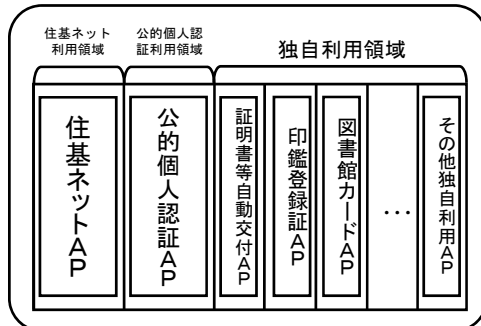 住基ネット
利用領域
公的個人認
証利用領域
独自利用領域
住基ネットAP
公的個人認証AP
証明書等自動交付AP
印鑑登録証AP
図書館カードAP
…
その他独自利用AP